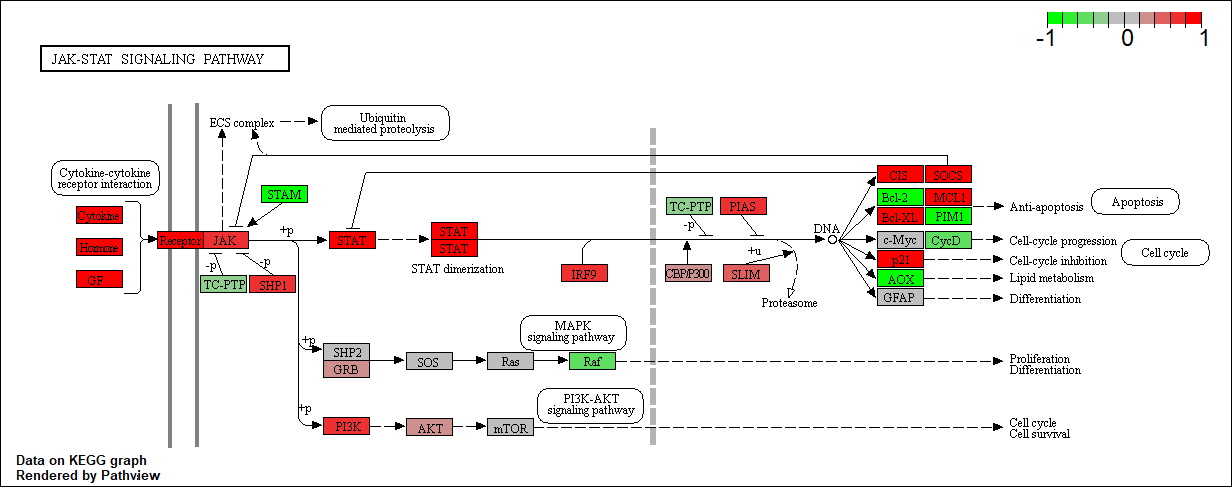 -1 0 1
JAK-STAT SIGNALING PATHWAY
ECS complex
Ubiquitin
mediated proteolysis
Cytokine-cytokine
receptor interaction
Cytokine
Hormone
GF
Receptor
JAK
STAM
+p
STAT
STAT
STAT
STAT dimerization
-p
-p
TC-PTP
SHP1
IRF9
TC-PTP
PIAS
-p
CBP/P300
+u
SLIM
Proteasome
DNA
CIS
SOCS
Bcl-2
MCL1
Bcl-XL
PIM1
c-Myc
CycD
p21
AOX
GFAP
Anti-apoptosis
Apoptosis
Cell-cycle progression
Cell-cycle inhibition
Cell cycle
Lipid metabolism
Differentiation
+p
SHP2
GRB
SOS
Ras
Raf
MAPK
signaling pathway
Proliferation
Differentiation
+p
PI3K
AKT
mTOR
PI3K-AKT
signaling pathway
Cell cycle
Cell survival
Data on KEGG graph
Rendered by Pathview